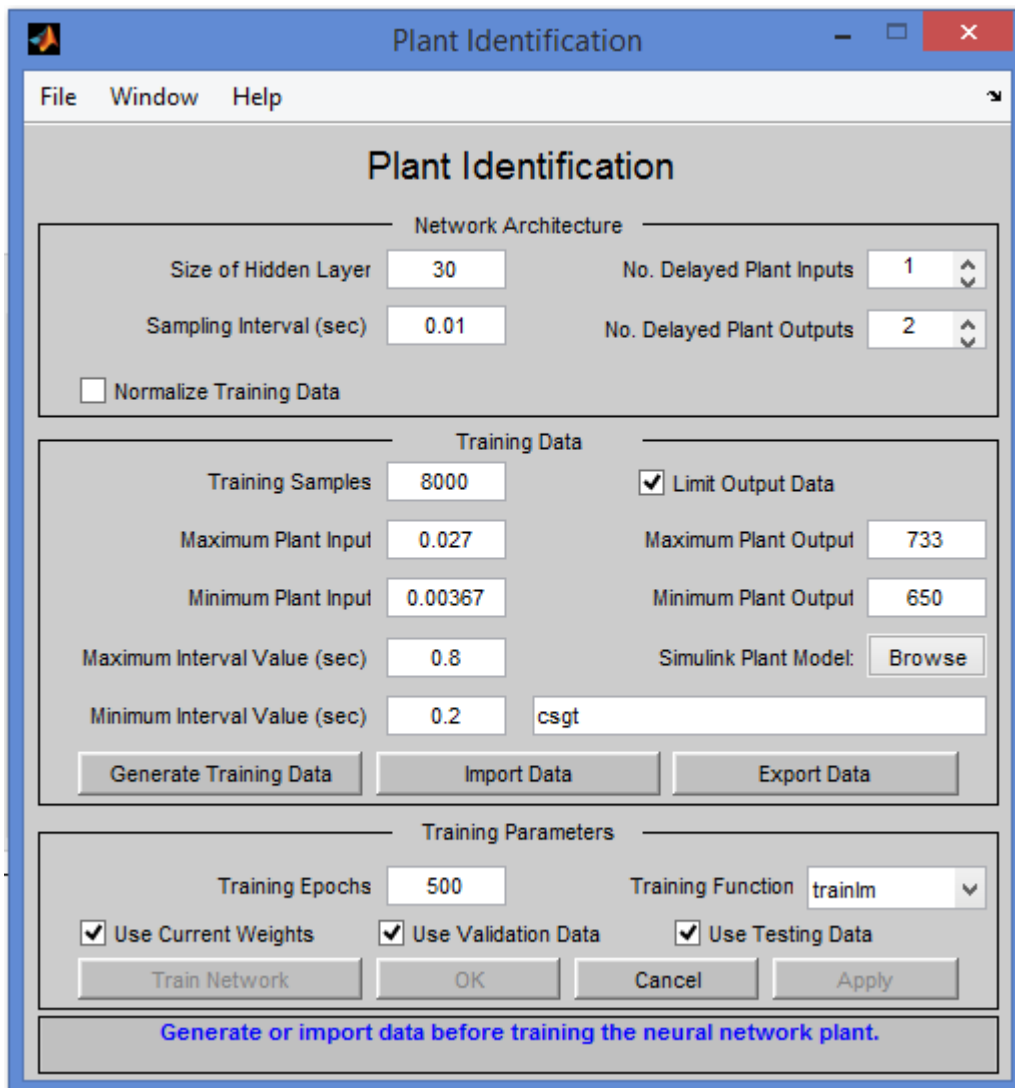 Plant Identification
File Window Help
Plant Identification
Network Architecture
Size of Hidden Layer 30 No. Delayed Plant Inputs 1
Sampling Interval (sec) 0.01 No. Delayed Plant Outputs 2
Normalize Training Data
Training Data
Training Samples 8000 Limit Output Data
Maximum Plant Input 0.027 Maximum Plant Output 733
Minimum Plant Input 0.00367 Minimum Plant Output 650
Maximum Interval Value (sec) 0.8 Simulink Plant Model: Browse
Minimum Interval Value (sec) 0.2 csgt
Generate Training Data Import Data Export Data
Training Parameters
Training Epochs 500 Training Function trainlm
Use Current Weights Use Validation Data Use Testing Data
Train Network OK Cancel Apply
Generate or import data before training the neural network plant.